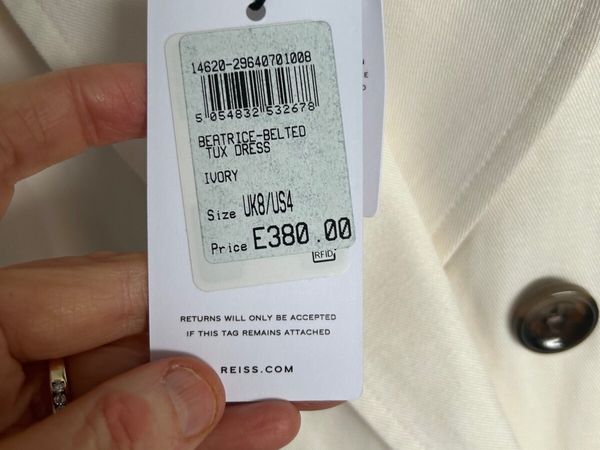 14620-29640701008
5 054832 532678
BEATRICE-BELTED
TUX DRESS
IVORY
Size UK8/US4
Price £380.00
RFID
RETURNS WILL ONLY BE ACCEPTED
IF THIS TAG REMAINS ATTACHED
REISS.COM